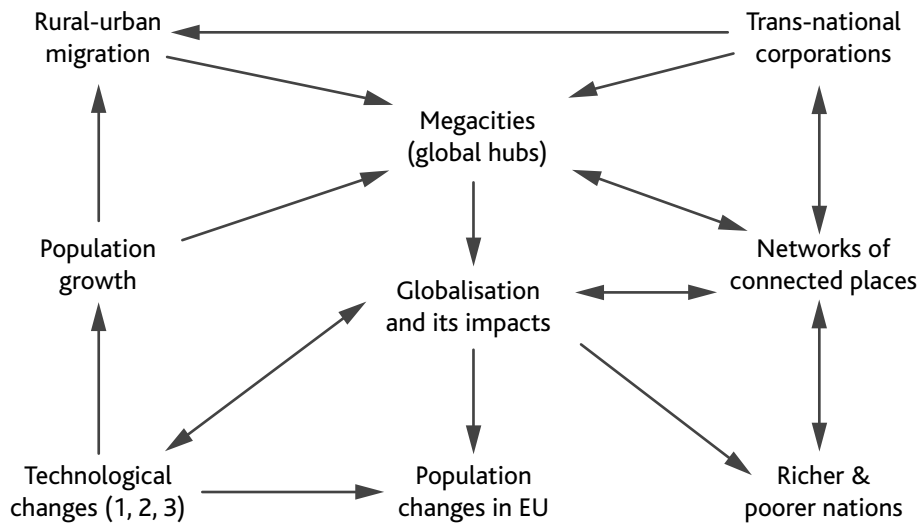 Rural-urban
migration
Trans-national
corporations
Megacities
(global hubs)
Population
growth
Networks of
connected places
Globalisation
and its impacts
Technological
changes (1, 2, 3)
Population
changes in EU
Richer &
poorer nations